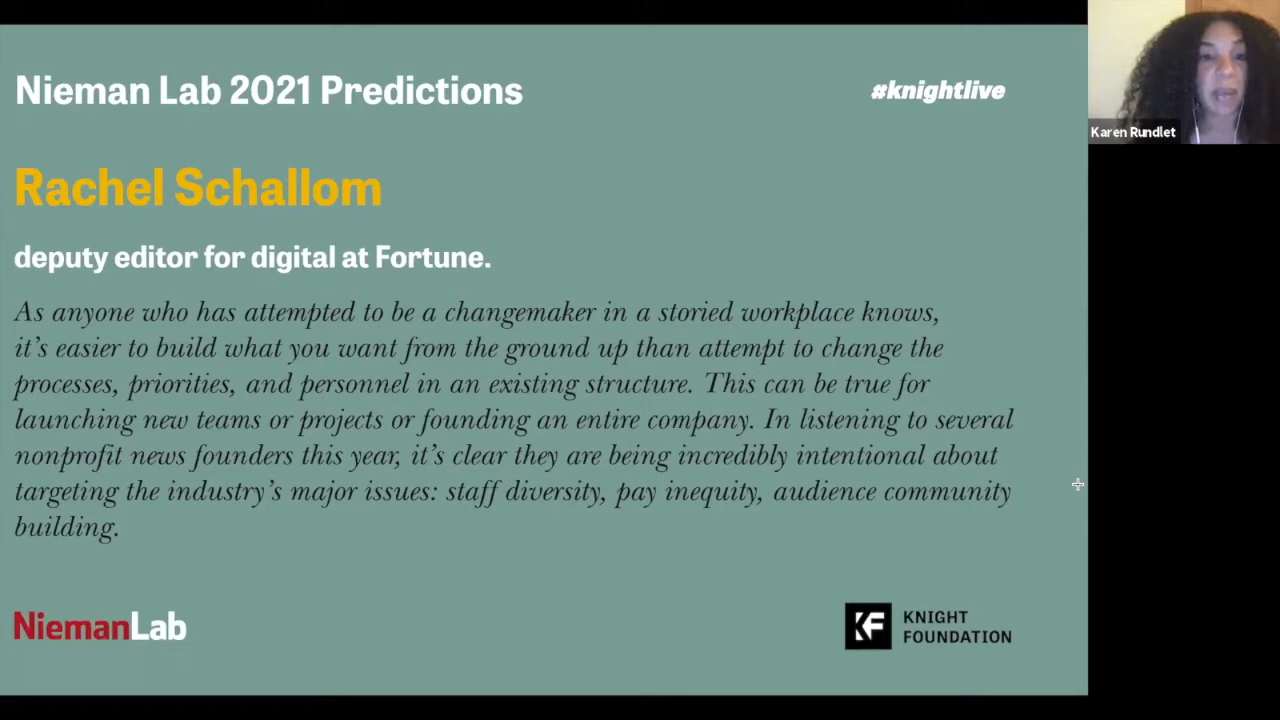 Nieman Lab 2021 Predictions
#knightlive
Karen Rundlet
Rachel Schallom
deputy editor for digital at Fortune.
As anyone who has attempted to be a changemaker in a storied workplace knows,
it's easier to build what you want from the ground up than attempt to change the
processes, priorities, and personnel in an existing structure. This can be true for
launching new teams or projects or founding an entire company. In listening to several
nonprofit news founders this year, it's clear they are being incredibly intentional about
targeting the industry's major issues: staff diversity, pay inequity, audience community
building.
NiemanLab
KF
KNIGHT
FOUNDATION